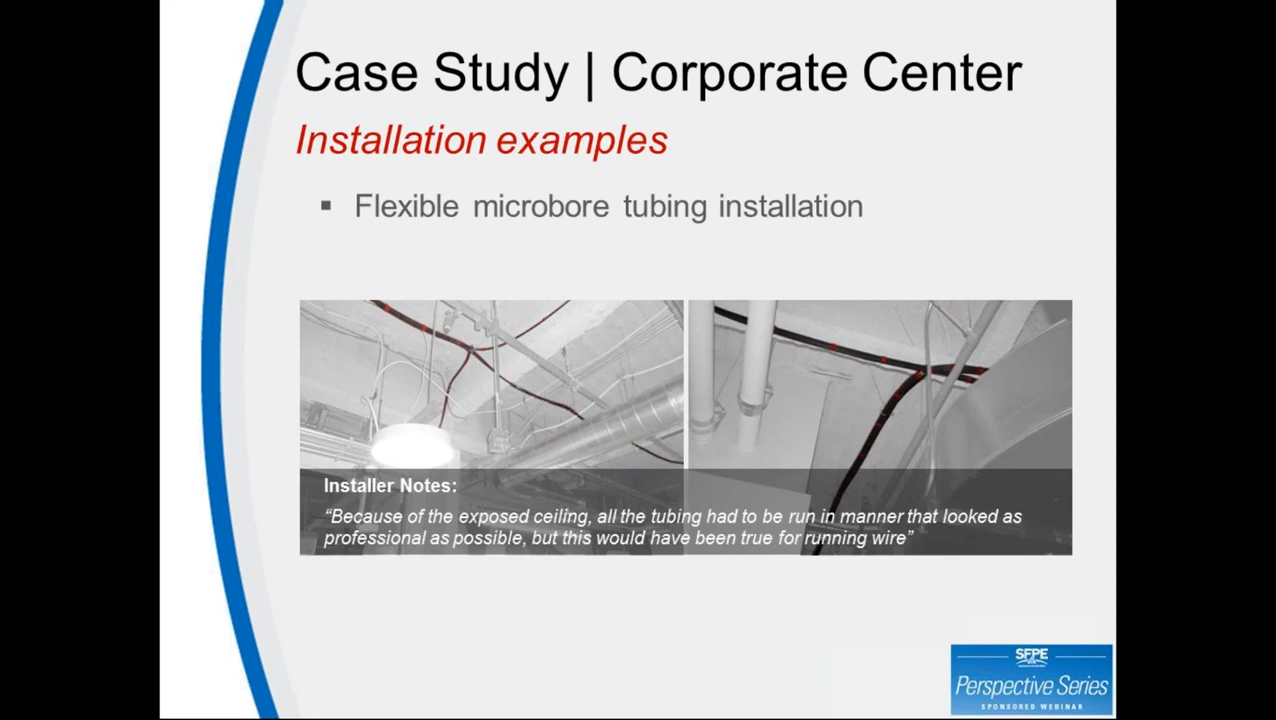 Case Study | Corporate Center
Installation examples
▪ Flexible microbore tubing installation
Installer Notes:
“Because of the exposed ceiling, all the tubing had to be run in manner that looked as
professional as possible, but this would have been true for running wire”
SFPE
Perspective Series
SPONSORED WEBINAR